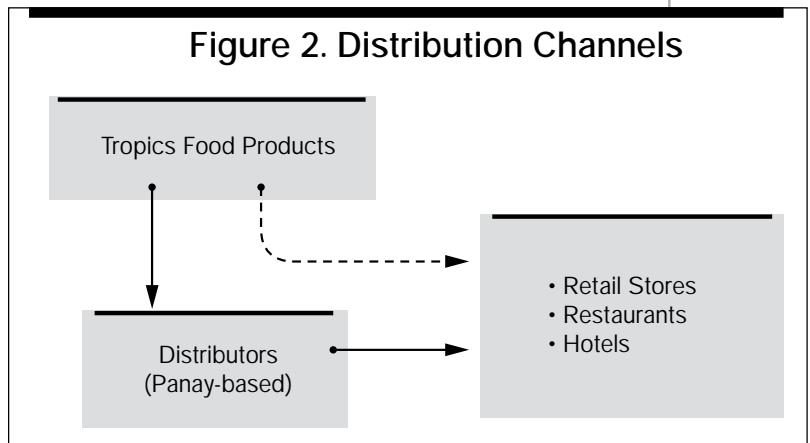 Figure 2. Distribution Channels
Tropics Food Products
• Retail Stores
• Restaurants
• Hotels
Distributors
(Panay-based)